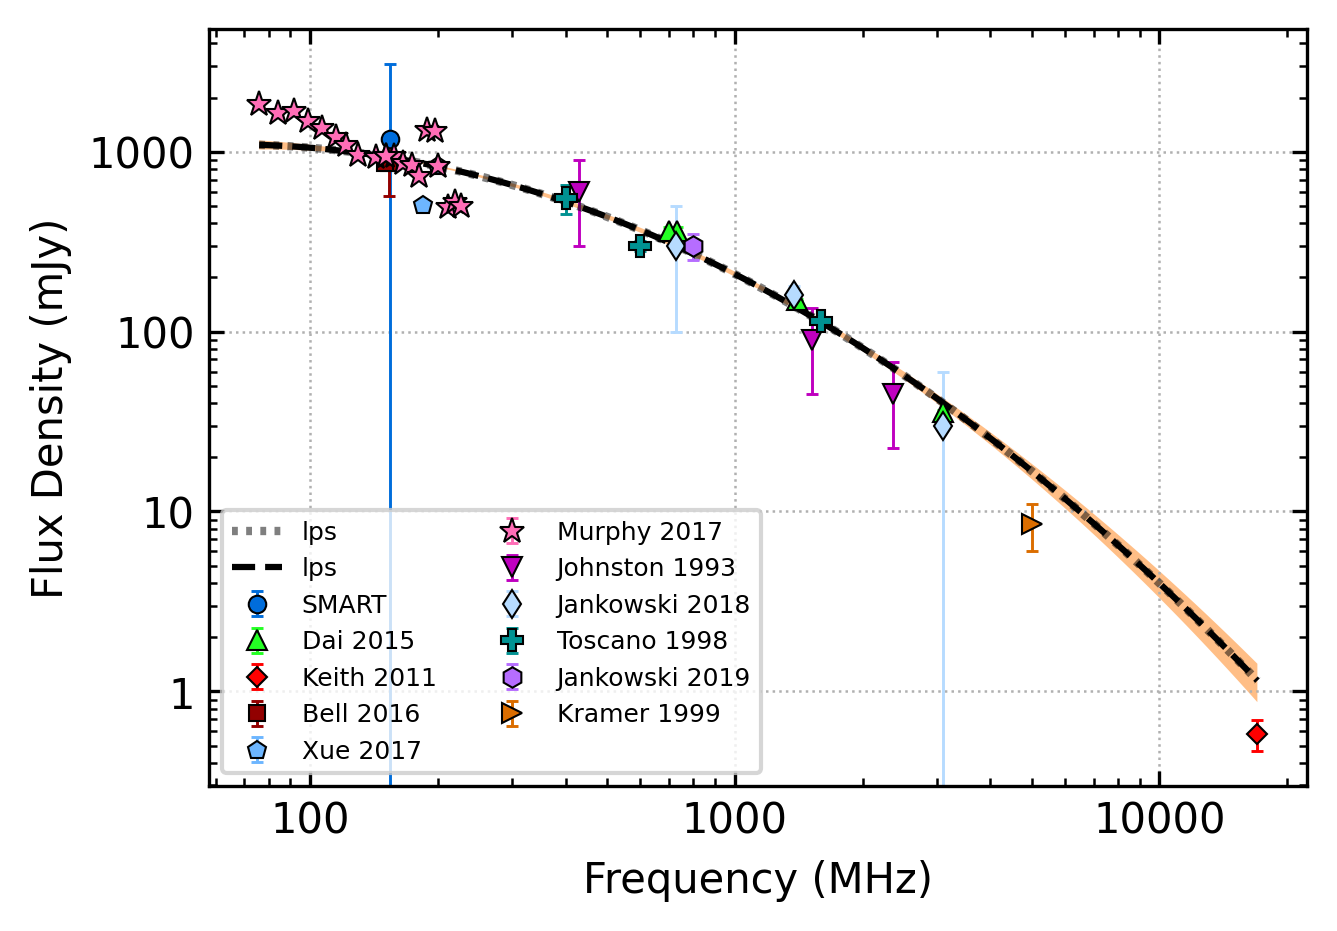 Flux Density (mJy)
1000
100
10
1
lps
lps
SMART
Dai 2015
Keith 2011
Bell 2016
Xue 2017
Murphy 2017
Johnston 1993
Jankowski 2018
Toscano 1998
Jankowski 2019
Kramer 1999
100
1000
10000
Frequency (MHz)